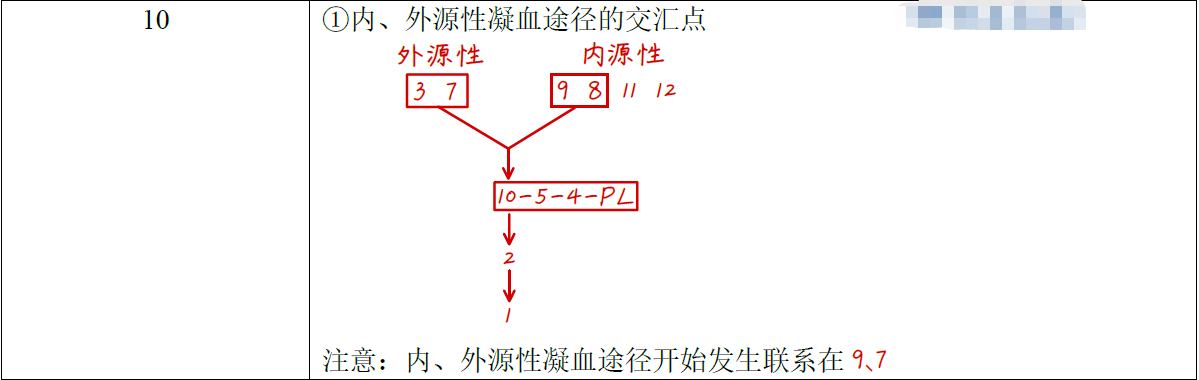 10
①内、外源性凝血途径的交汇点
外源性 内源性
3 7 9 8 11 12
10-5-4-PL
2
1
注意：内、外源性凝血途径开始发生联系在 9、7